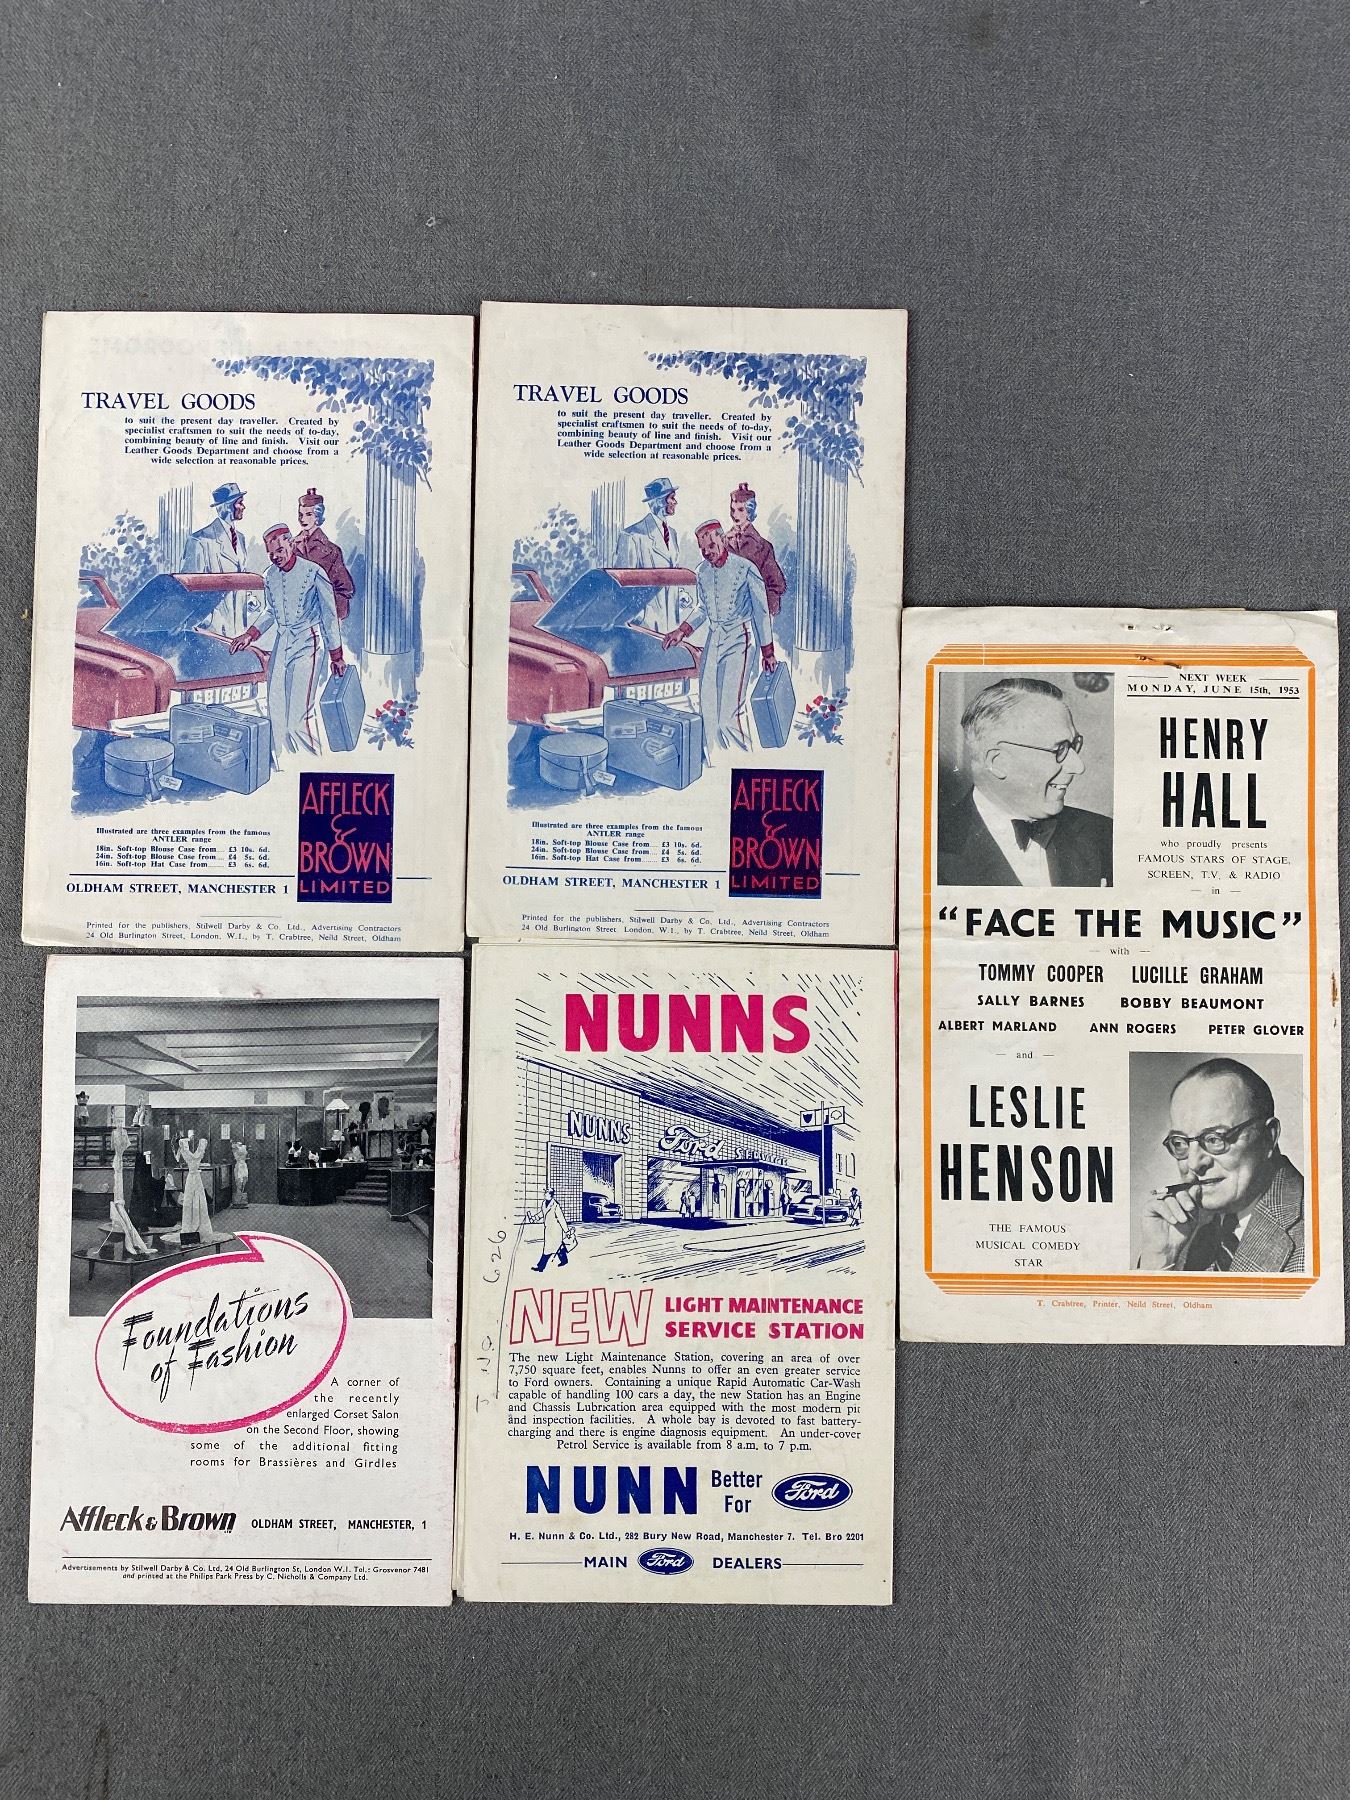 TRAVEL GOODS
to suit the present day traveller. Created by
specialist craftsmen to suit the needs of to-day,
combining beauty of line and finish. Visit our
Leather Goods Department and choose from a
wide selection at reasonable prices.
GB1899
Illustrated are three examples from the famous
ANTLER range
18in. Soft-top Blouse Case from... £3 10s. 6d.
24in. Soft-top Blouse Case from... £4 5s. 6d.
16in. Soft-top Hat Case from....... £3 6s. 6d.
AFFLECK
&
BROWN
LIMITED
OLDHAM STREET, MANCHESTER 1
Printed for the publishers, Stilwell Darby & Co. Ltd., Advertising Contractors
24 Old Burlington Street, London, W.1., by T. Crabtree, Neild Street, Oldham
TRAVEL GOODS
to suit the present day traveller. Created by
specialist craftsmen to suit the needs of to-day,
combining beauty of line and finish. Visit our
Leather Goods Department and choose from a
wide selection at reasonable prices.
GB1899
Illustrated are three examples from the famous
ANTLER range
18in. Soft-top Blouse Case from... £3 10s. 6d.
24in. Soft-top Blouse Case from... £4 5s. 6d.
16in. Soft-top Hat Case from....... £3 6s. 6d.
AFFLECK
&
BROWN
LIMITED
OLDHAM STREET, MANCHESTER 1
Printed for the publishers, Stilwell Darby & Co. Ltd., Advertising Contractors
24 Old Burlington Street, London, W.1., by T. Crabtree, Neild Street, Oldham
NEXT WEEK
MONDAY, JUNE 15th, 1953
HENRY
HALL
who proudly presents
FAMOUS STARS OF STAGE,
SCREEN, T.V. & RADIO
— in —
"FACE THE MUSIC"
— with —
TOMMY COOPER LUCILLE GRAHAM
SALLY BARNES BOBBY BEAUMONT
ALBERT MARLAND ANN ROGERS PETER GLOVER
— and —
LESLIE
HENSON
THE FAMOUS
MUSICAL COMEDY
STAR
T. Crabtree, Printer, Neild Street, Oldham
Foundations
of Fashion
A corner of
the recently
enlarged Corset Salon
on the Second Floor, showing
some of the additional fitting
rooms for Brassières and Girdles
Affleck & Brown LTD OLDHAM STREET, MANCHESTER, 1
Advertisements by Stilwell Darby & Co. Ltd, 24 Old Burlington St, London W.1. Tel.: Grosvenor 7481
and printed at the Philips Park Press by C. Nicholls & Company Ltd.
NUNNS
NUNNS Ford SERVICE
626
NEW LIGHT MAINTENANCE
SERVICE STATION
The new Light Maintenance Station, covering an area of over
7,750 square feet, enables Nunns to offer an even greater service
to Ford owners. Containing a unique Rapid Automatic Car-Wash
capable of handling 100 cars a day, the new Station has an Engine
and Chassis Lubrication area equipped with the most modern pit
and inspection facilities. A whole bay is devoted to fast battery-
charging and there is engine diagnosis equipment. An under-cover
Petrol Service is available from 8 a.m. to 7 p.m.
NUNN Better
For Ford
H. E. Nunn & Co. Ltd., 282 Bury New Road, Manchester 7. Tel. Bro 2201
MAIN Ford DEALERS